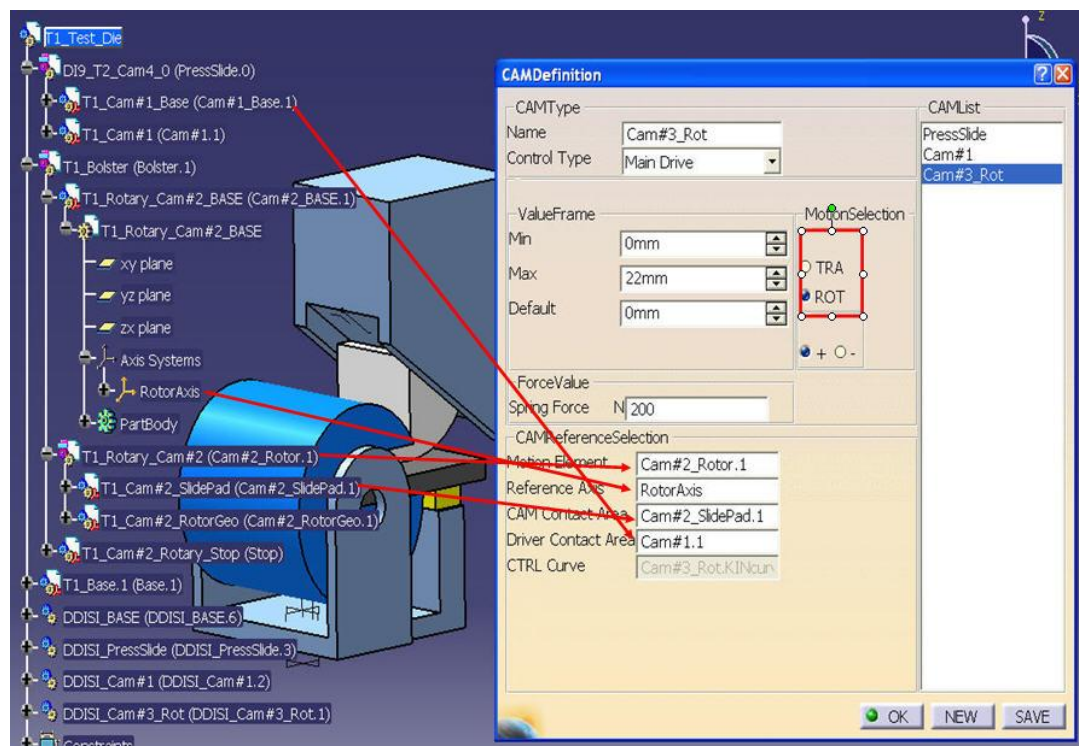 T1_Test_Die
DI9_T2_Cam4_0 (PressSlide.0)
T1_Cam#1_Base (Cam#1_Base.1)
T1_Cam#1 (Cam#1.1)
T1_Bolster (Bolster.1)
T1_Rotary_Cam#2_BASE (Cam#2_BASE.1)
T1_Rotary_Cam#2_BASE
xy plane
yz plane
zx plane
Axis Systems
RotorAxis
PartBody
T1_Rotary_Cam#2 (Cam#2_Rotor.1)
T1_Cam#2_SlidePad (Cam#2_SlidePad.1)
T1_Cam#2_RotorGeo (Cam#2_RotorGeo.1)
T1_Cam#2_Rotary_Stop (Stop)
T1_Base.1 (Base.1)
DDISI_BASE (DDISI_BASE.6)
DDISI_PressSlide (DDISI_PressSlide.3)
DDISI_Cam#1 (DDISI_Cam#1.2)
DDISI_Cam#3_Rot (DDISI_Cam#3_Rot.1)
Constraints
z
CAMDefinition
CAMType
Name Cam#3_Rot
Control Type Main Drive
ValueFrame
Min 0mm
Max 22mm
Default 0mm
MotionSelection
TRA
ROT
+ -
ForceValue
Spring Force N 200
CAMReferenceSelection
Motion Element Cam#2_Rotor.1
Reference Axis RotorAxis
CAM Contact Area Cam#2_SlidePad.1
Driver Contact Area Cam#1.1
CTRL Curve Cam#3_Rot.KINcurv
CAMList
PressSlide
Cam#1
Cam#3_Rot
OK NEW SAVE